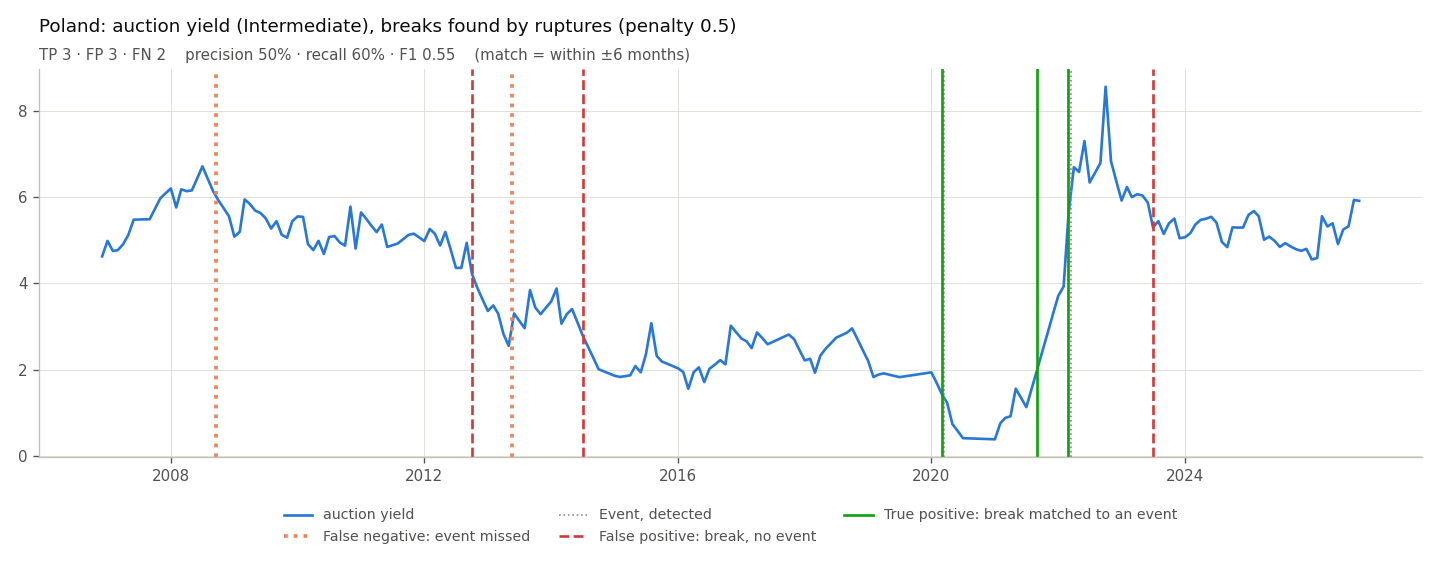 Poland: auction yield (Intermediate), breaks found by ruptures (penalty 0.5)
TP 3 · FP 3 · FN 2    precision 50% · recall 60% · F1 0.55    (match = within ±6 months)
8
6
4
2
0
2008 2012 2016 2020 2024
auction yield
False negative: event missed
Event, detected
False positive: break, no event
True positive: break matched to an event